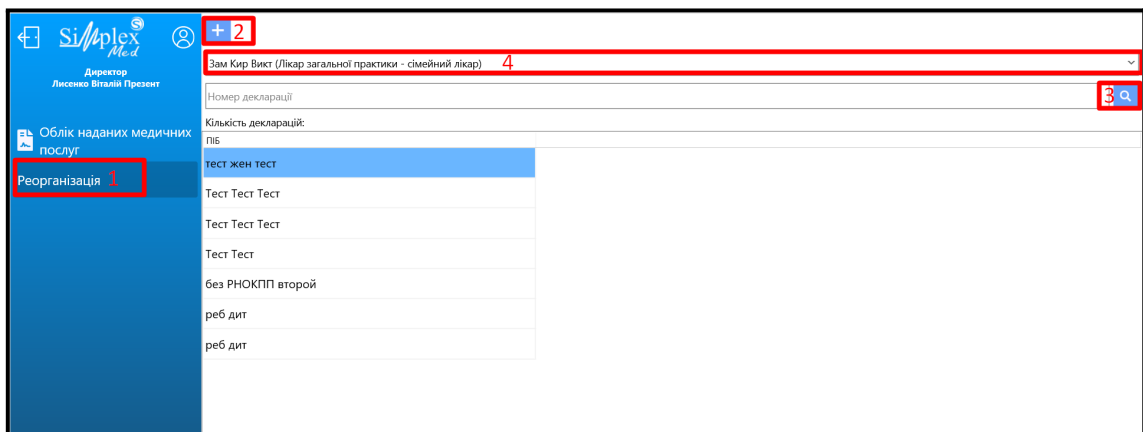 Simplex
Med
Директор
Лисенко Віталій Презент
Облік наданих медичних
послуг
Реорганізація 1
+ 2
Зам Кир Викт (Лікар загальної практики - сімейний лікар) 4
Номер декларації 3
Кількість декларацій:
ПІБ
тест жен тест
Тест Тест Тест
Тест Тест Тест
Тест Тест
без РНОКПП второй
реб дит
реб дит